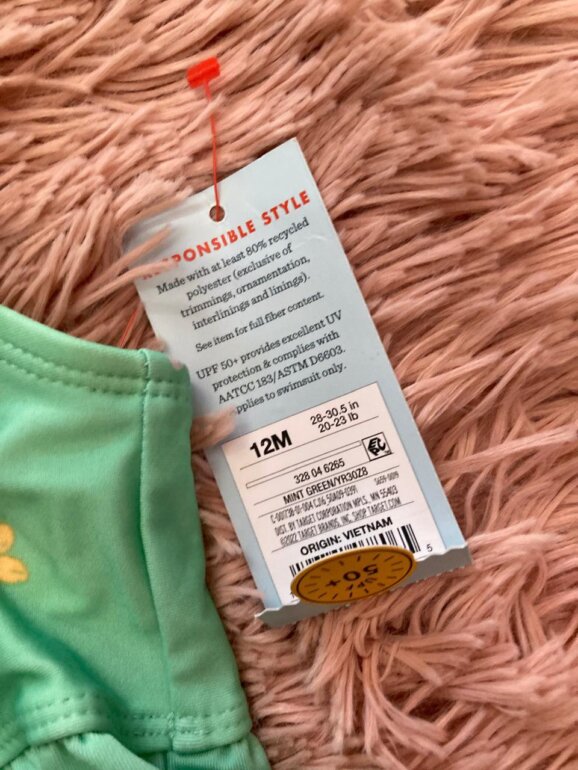 RESPONSIBLE STYLE
Made with at least 80% recycled
polyester (exclusive of
trimmings, ornamentation,
interlinings and linings).
See item for full fiber content.
UPF 50+ provides excellent UV
protection & complies with
AATCC 183/ASTM D6603.
applies to swimsuit only.
12M
28-30.5 in
20-23 lb
328 04 6265
MINT GREEN/YR30Z8
DIST. BY TARGET CORPORATION MPLS, MN 55403
©2022 TARGET BRANDS, INC. SHOP TARGET.COM
ORIGIN: VIETNAM
5
UPF
50+